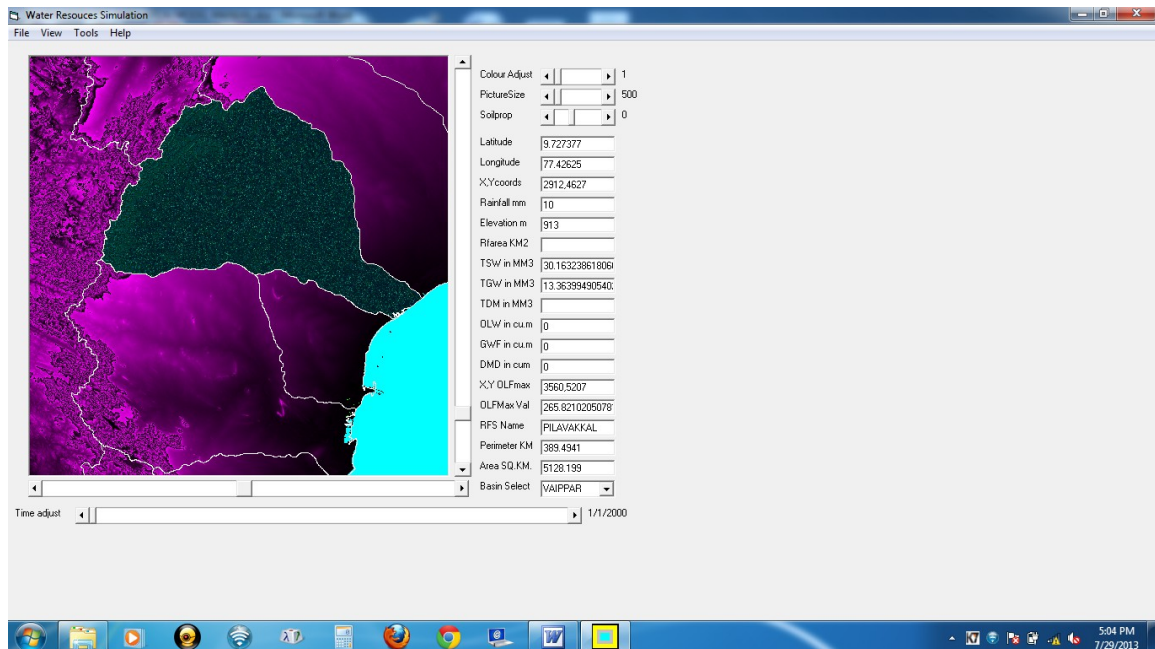 Water Resouces Simulation
File View Tools Help
Colour Adjust 1
PictureSize 500
Soilprop 0
Latitude 9.727377
Longitude 77.42625
X,Ycoords 2912,4627
Rainfall mm 10
Elevation m 913
Rfarea KM2
TSW in MM3 30.1632386180
TGW in MM3 13.3639949054
TDM in MM3
OLW in cu.m 0
GWF in cu.m 0
DMD in cum 0
X,Y OLFmax 3560,5207
OLFMax Val 265.8210205078
RFS Name PILAVAKKAL
Perimeter KM 389.4941
Area SQ.KM. 5128.199
Basin Select VAIPPAR
Time adjust 1/1/2000
5:04 PM
7/29/2013